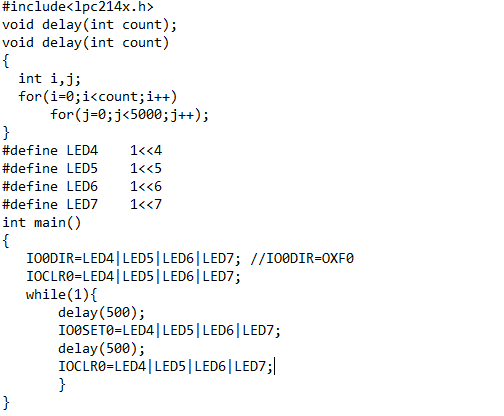 #include<lpc214x.h>
void delay(int count);
void delay(int count)
{
int i,j;
for(i=0;i<count;i++)
for(j=0;j<5000;j++);
}
#define LED4 1<<4
#define LED5 1<<5
#define LED6 1<<6
#define LED7 1<<7
int main()
{
IO0DIR=LED4|LED5|LED6|LED7; //IO0DIR=OXF0
IOCLR0=LED4|LED5|LED6|LED7;
while(1){
delay(500);
IO0SET0=LED4|LED5|LED6|LED7;
delay(500);
IOCLR0=LED4|LED5|LED6|LED7;
}
}